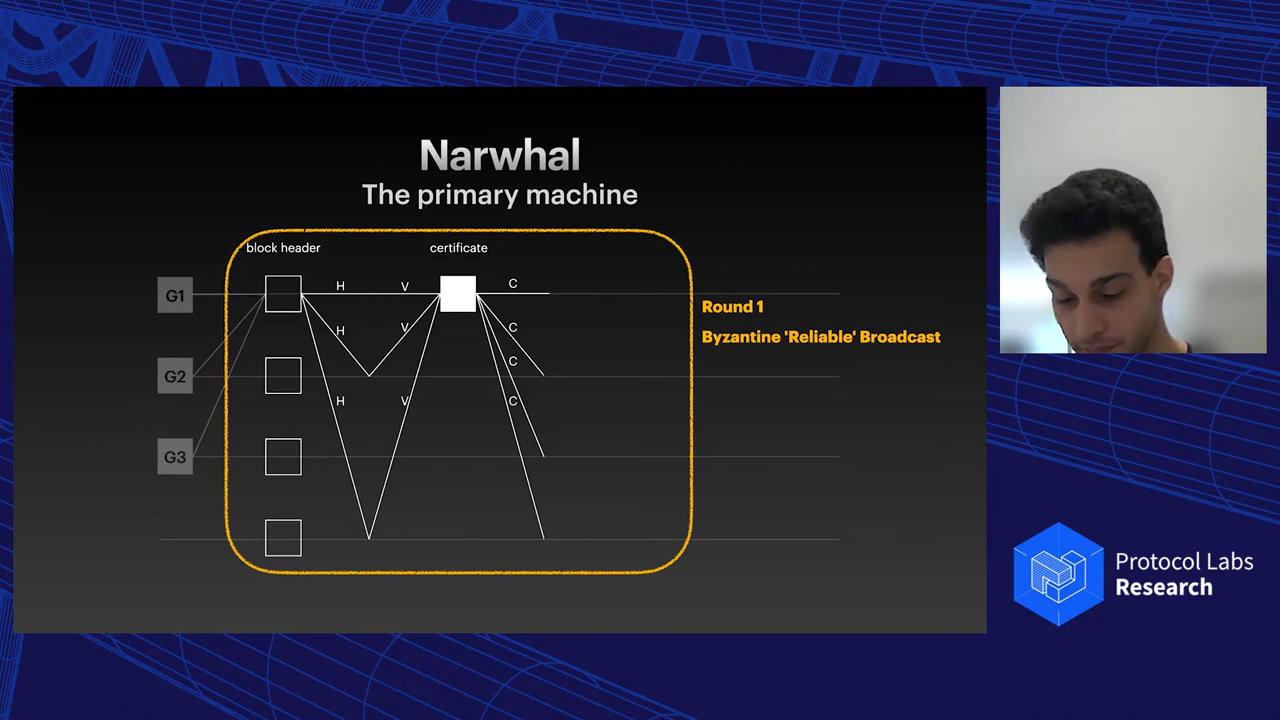 Narwhal
The primary machine
block header
certificate
G1
H
V
C
Round 1
H
V
C
Byzantine 'Reliable' Broadcast
C
G2
H
V
C
G3
Protocol Labs
Research